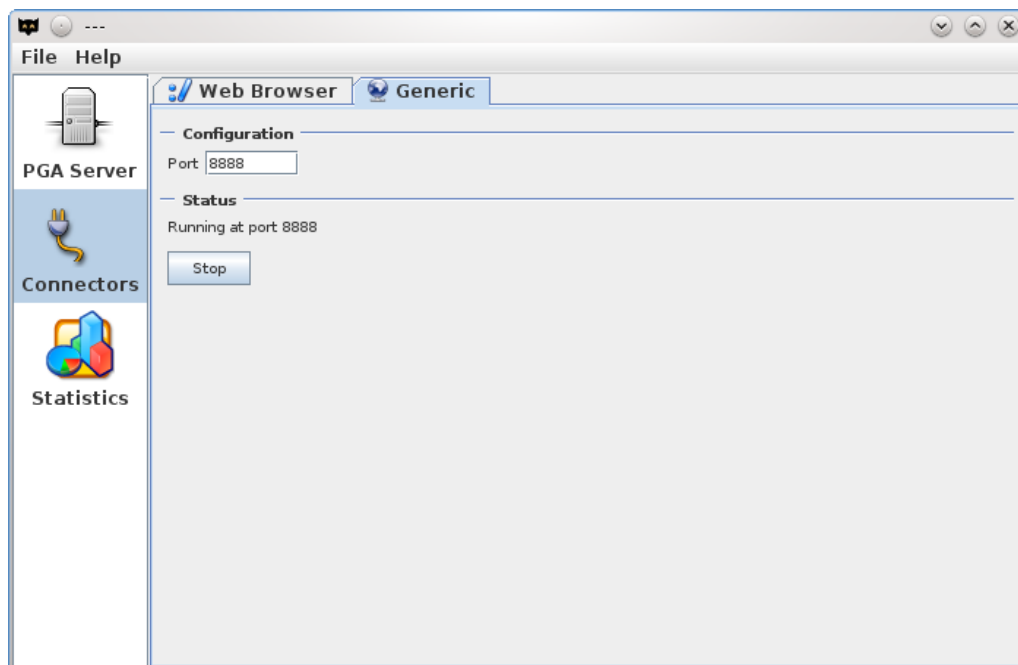 ---
File Help
PGA Server
Connectors
Statistics
Web Browser Generic
Configuration
Port 8888
Status
Running at port 8888
Stop